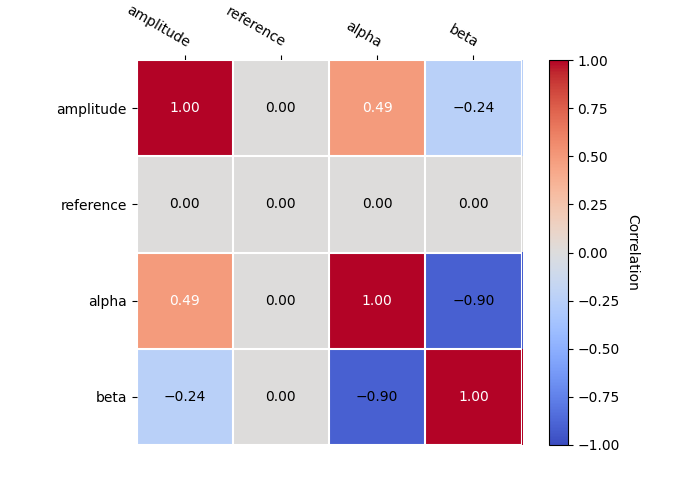 amplitude reference alpha beta
amplitude 1.00 0.00 0.49 −0.24
reference 0.00 0.00 0.00 0.00
alpha 0.49 0.00 1.00 −0.90
beta −0.24 0.00 −0.90 1.00
1.00
0.75
0.50
0.25
0.00
−0.25
−0.50
−0.75
−1.00
Correlation